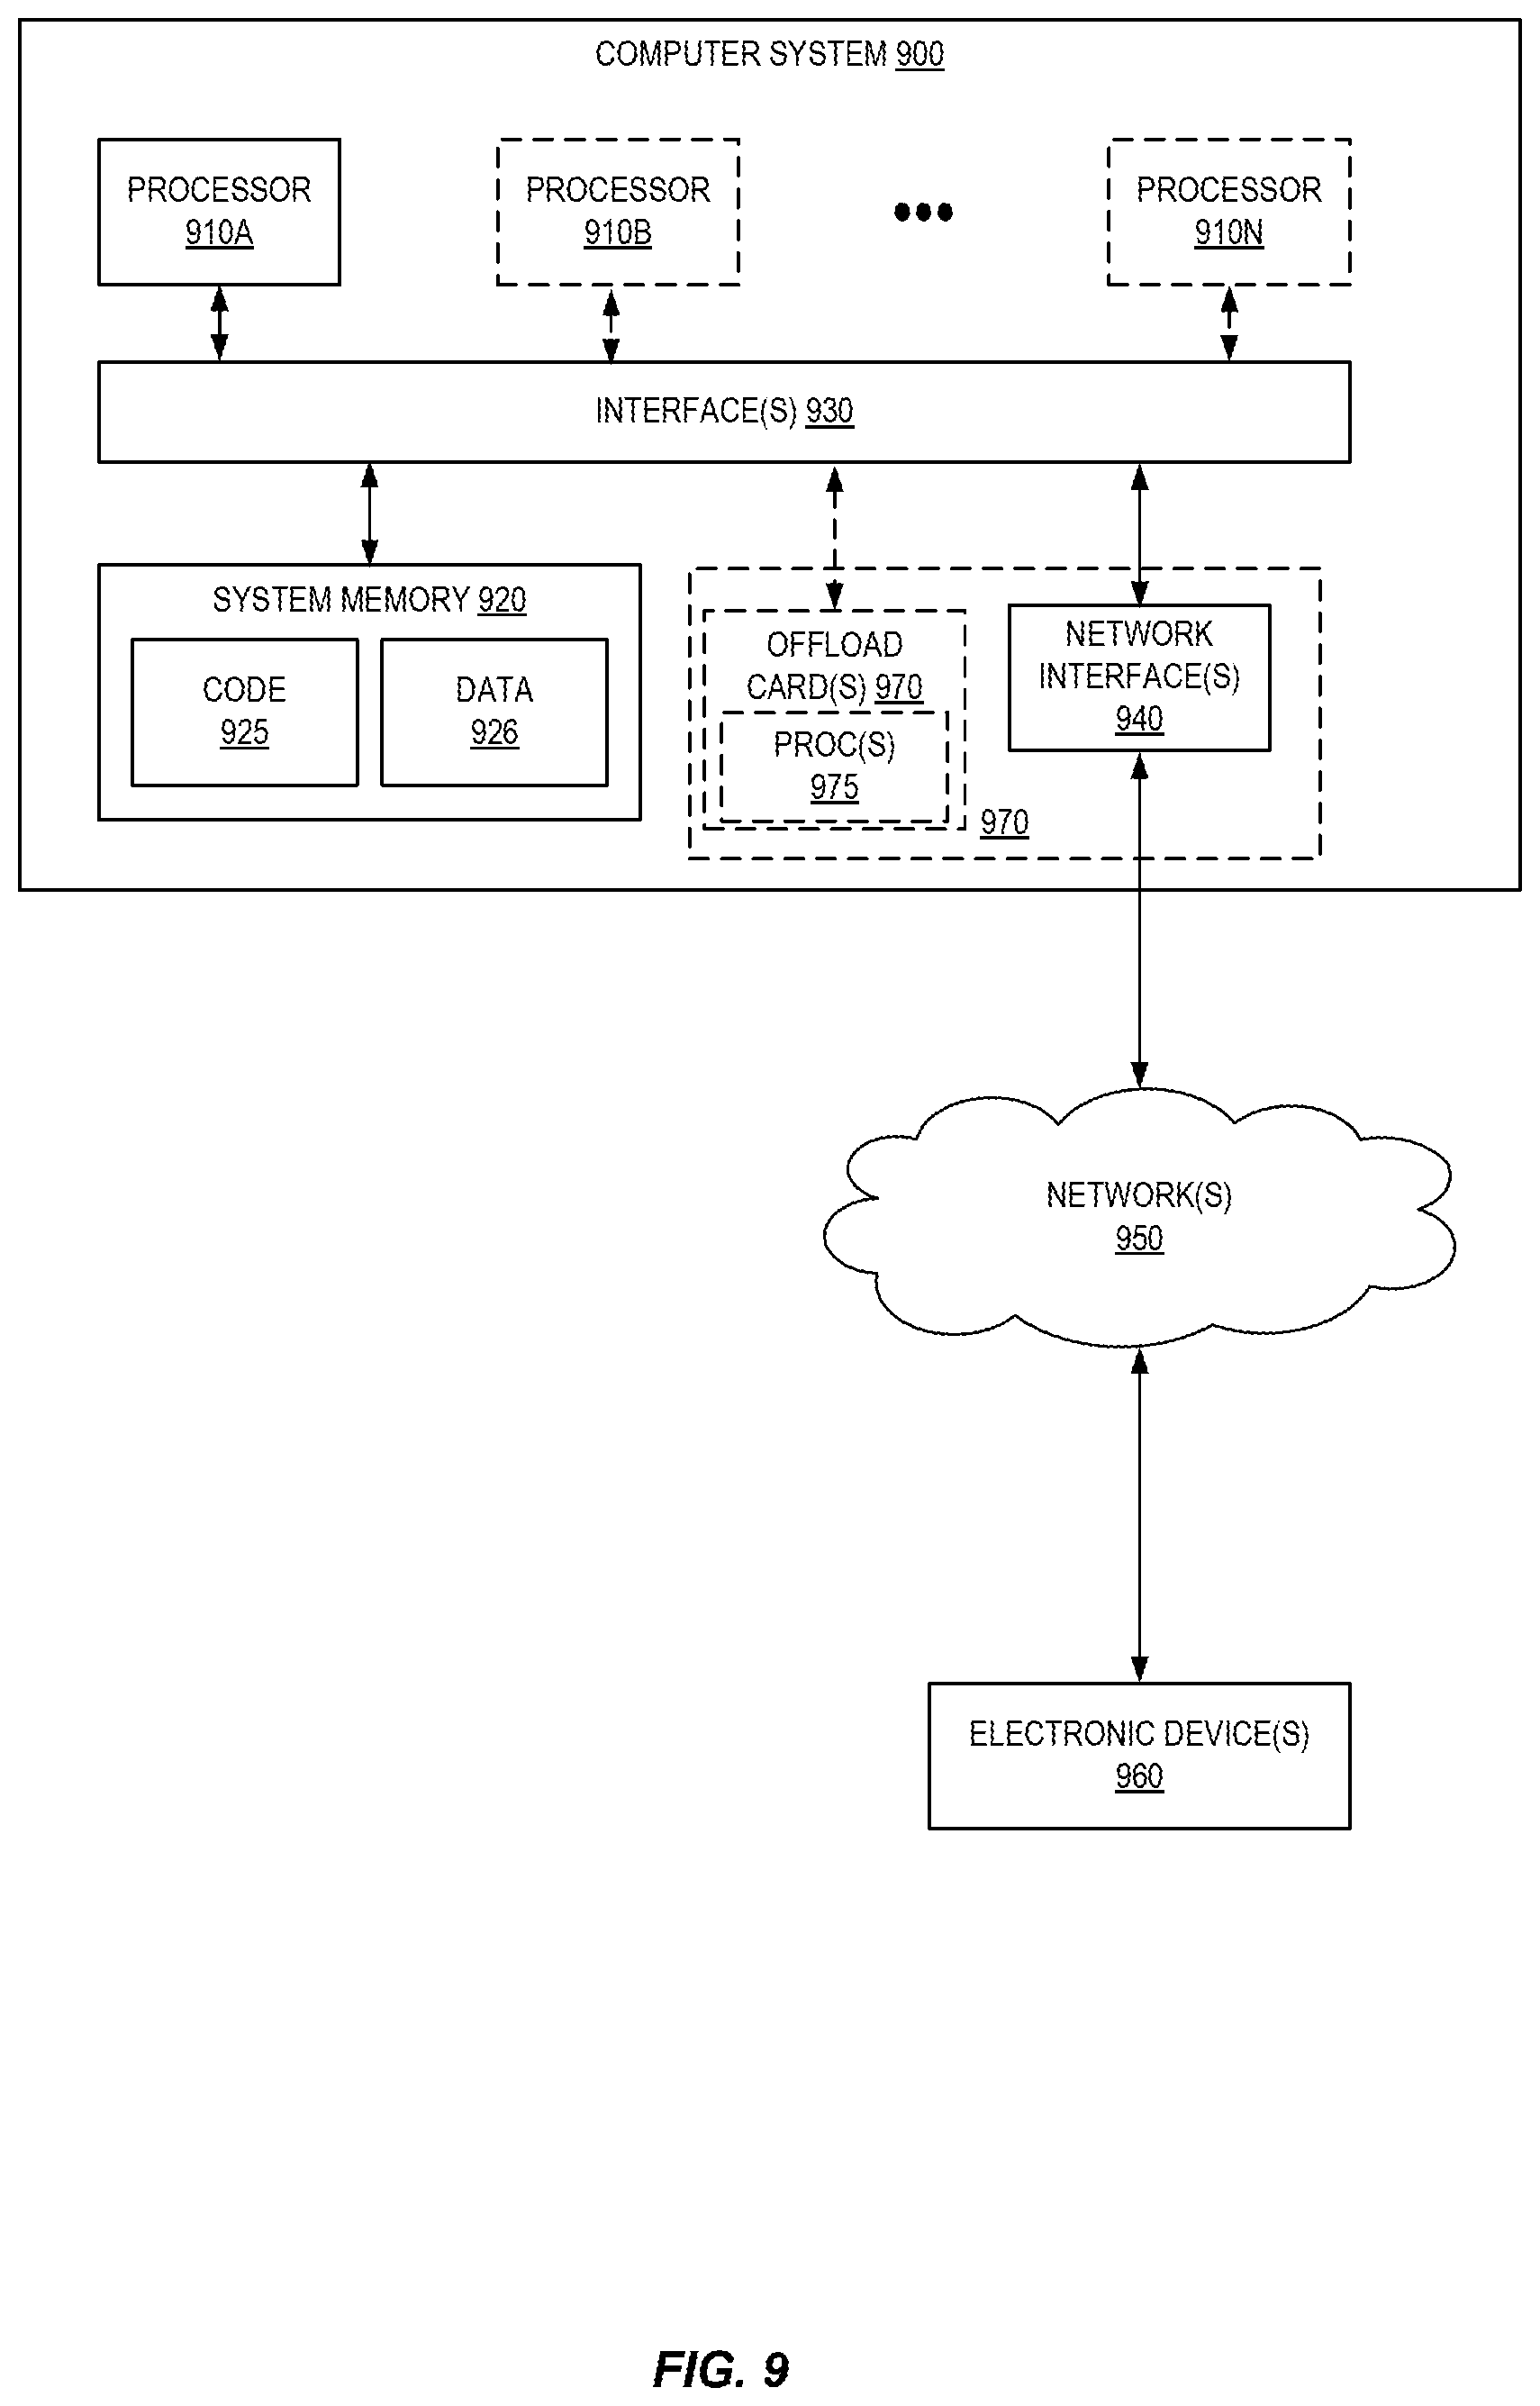 COMPUTER SYSTEM 900
PROCESSOR
910A
PROCESSOR
910B
PROCESSOR
910N
INTERFACE(S) 930
SYSTEM MEMORY 920
CODE
925
DATA
926
OFFLOAD
CARD(S) 970
PROC(S)
975
970
NETWORK
INTERFACE(S)
940
NETWORK(S)
950
ELECTRONIC DEVICE(S)
960
FIG. 9